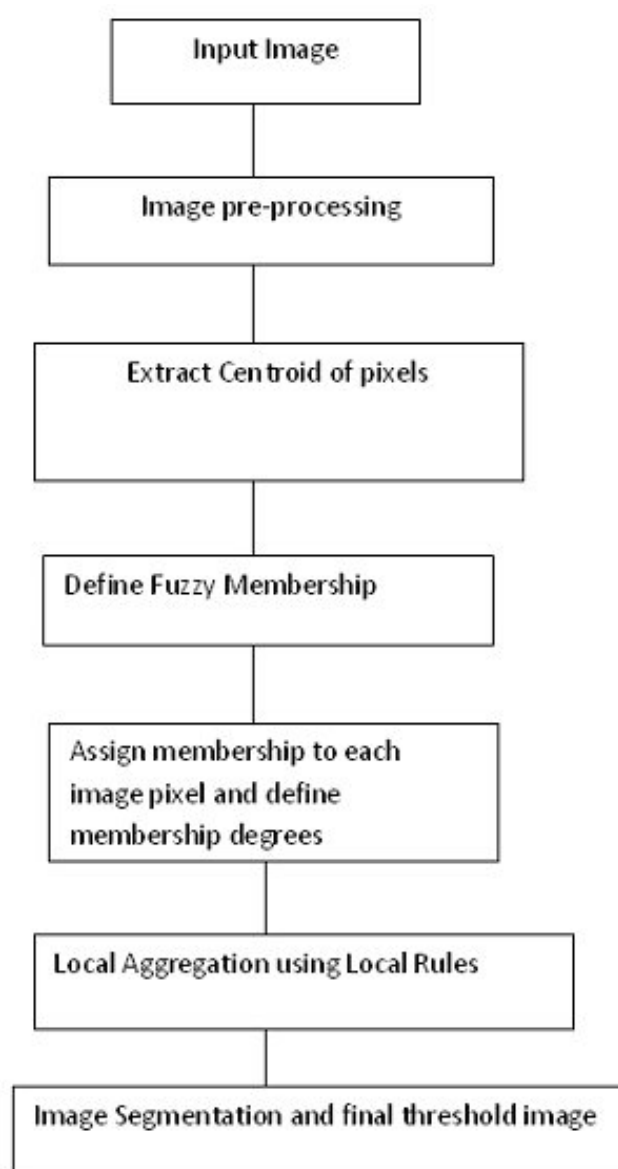 Input Image
Image pre-processing
Extract Centroid of pixels
Define Fuzzy Membership
Assign membership to each
image pixel and define
membership degrees
Local Aggregation using Local Rules
Image Segmentation and final threshold image